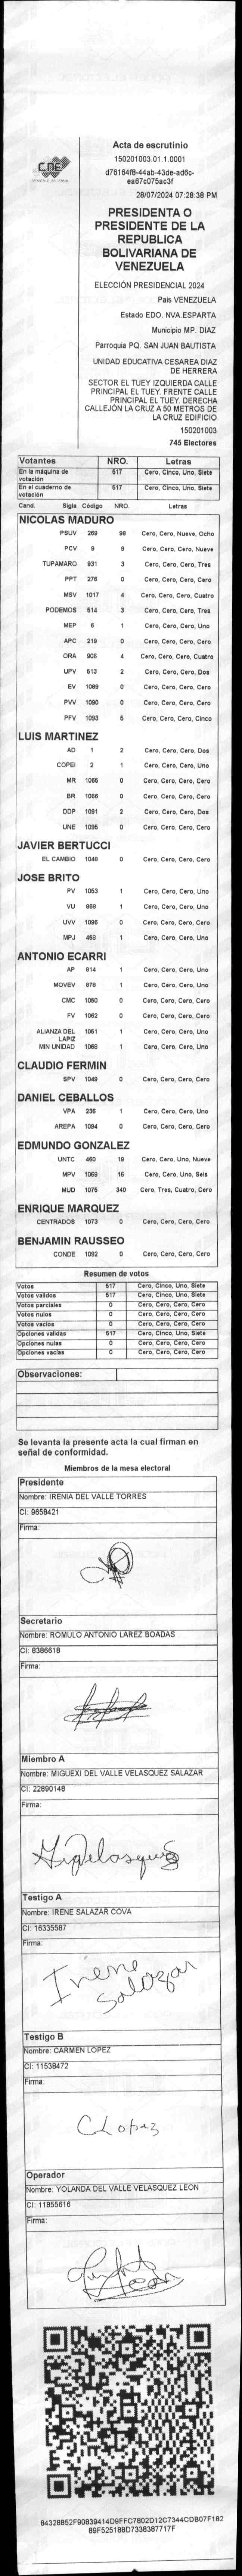 CNE
Acta de escrutinio
150201003.01.1.0001
d76164f8-44ab-43de-ad6c-
ea67c075ac3f
28/07/2024 07:28:38 PM
PRESIDENTA O
PRESIDENTE DE LA
REPUBLICA
BOLIVARIANA DE
VENEZUELA
ELECCIÓN PRESIDENCIAL 2024
Pais VENEZUELA
Estado EDO. NVA.ESPARTA
Municipio MP. DIAZ
Parroquia PQ. SAN JUAN BAUTISTA
UNIDAD EDUCATIVA CESAREA DIAZ
DE HERRERA
SECTOR EL TUEY IZQUIERDA CALLE
PRINCIPAL EL TUEY. FRENTE CALLE
PRINCIPAL EL TUEY. DERECHA
CALLEJÓN LA CRUZ A 50 METROS DE
LA CRUZ EDIFICIO
150201003
745 Electores
Votantes NRO. Letras
En la máquina de votación 517 Cero, Cinco, Uno, Siete
En el cuaderno de votación 517 Cero, Cinco, Uno, Siete
Cand. Sigla Código NRO. Letras
NICOLAS MADURO
PSUV 269 98 Cero, Cero, Nueve, Ocho
PCV 9 9 Cero, Cero, Cero, Nueve
TUPAMARO 931 3 Cero, Cero, Cero, Tres
PPT 276 0 Cero, Cero, Cero, Cero
MSV 1017 4 Cero, Cero, Cero, Cuatro
PODEMOS 514 3 Cero, Cero, Cero, Tres
MEP 6 1 Cero, Cero, Cero, Uno
APC 219 0 Cero, Cero, Cero, Cero
ORA 906 4 Cero, Cero, Cero, Cuatro
UPV 513 2 Cero, Cero, Cero, Dos
EV 1089 0 Cero, Cero, Cero, Cero
PVV 1090 0 Cero, Cero, Cero, Cero
PFV 1093 5 Cero, Cero, Cero, Cinco
LUIS MARTINEZ
AD 1 2 Cero, Cero, Cero, Dos
COPEI 2 1 Cero, Cero, Cero, Uno
MR 1065 0 Cero, Cero, Cero, Cero
BR 1066 0 Cero, Cero, Cero, Cero
DDP 1091 2 Cero, Cero, Cero, Dos
UNE 1095 0 Cero, Cero, Cero, Cero
JAVIER BERTUCCI
EL CAMBIO 1048 0 Cero, Cero, Cero, Cero
JOSE BRITO
PV 1053 1 Cero, Cero, Cero, Uno
VU 868 1 Cero, Cero, Cero, Uno
UVV 1096 0 Cero, Cero, Cero, Cero
MPJ 458 1 Cero, Cero, Cero, Uno
ANTONIO ECARRI
AP 914 1 Cero, Cero, Cero, Uno
MOVEV 978 1 Cero, Cero, Cero, Uno
CMC 1050 0 Cero, Cero, Cero, Cero
FV 1062 0 Cero, Cero, Cero, Cero
ALIANZA DEL LAPIZ 1051 1 Cero, Cero, Cero, Uno
MIN UNIDAD 1058 1 Cero, Cero, Cero, Uno
CLAUDIO FERMIN
SPV 1049 0 Cero, Cero, Cero, Cero
DANIEL CEBALLOS
VPA 236 1 Cero, Cero, Cero, Uno
AREPA 1094 0 Cero, Cero, Cero, Cero
EDMUNDO GONZALEZ
UNTC 460 19 Cero, Cero, Uno, Nueve
MPV 1069 16 Cero, Cero, Uno, Seis
MUD 1075 340 Cero, Tres, Cuatro, Cero
ENRIQUE MARQUEZ
CENTRADOS 1073 0 Cero, Cero, Cero, Cero
BENJAMIN RAUSSEO
CONDE 1092 0 Cero, Cero, Cero, Cero
Resumen de votos
Votos 517 Cero, Cinco, Uno, Siete
Votos validos 517 Cero, Cinco, Uno, Siete
Votos parciales 0 Cero, Cero, Cero, Cero
Votos nulos 0 Cero, Cero, Cero, Cero
Votos vacios 0 Cero, Cero, Cero, Cero
Opciones validas 517 Cero, Cinco, Uno, Siete
Opciones nulas 0 Cero, Cero, Cero, Cero
Opciones vacias 0 Cero, Cero, Cero, Cero
Observaciones:
Se levanta la presente acta la cual firman en
señal de conformidad.
Miembros de la mesa electoral
Presidente
Nombre: IRENIA DEL VALLE TORRES
CI: 9658421
Firma:
Secretario
Nombre: ROMULO ANTONIO LAREZ BOADAS
CI: 8386618
Firma:
Miembro A
Nombre: MIGUEXI DEL VALLE VELASQUEZ SALAZAR
CI: 22890148
Firma:
Testigo A
Nombre: IRENE SALAZAR COVA
CI: 16335587
Firma:
Irene
Salazar
Testigo B
Nombre: CARMEN LOPEZ
CI: 11538472
Firma:
CLopez
Operador
Nombre: YOLANDA DEL VALLE VELASQUEZ LEON
CI: 11855616
Firma:
84328852F90839414D9FFC7802D12C7344CDB07F182
89F525188D7338387717F